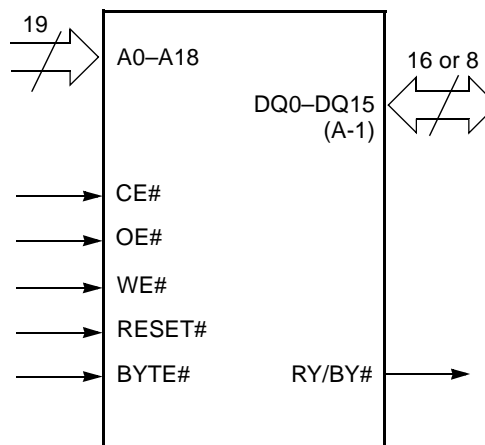 19
A0–A18
16 or 8
DQ0–DQ15
(A-1)
CE#
OE#
WE#
RESET#
BYTE#
RY/BY#